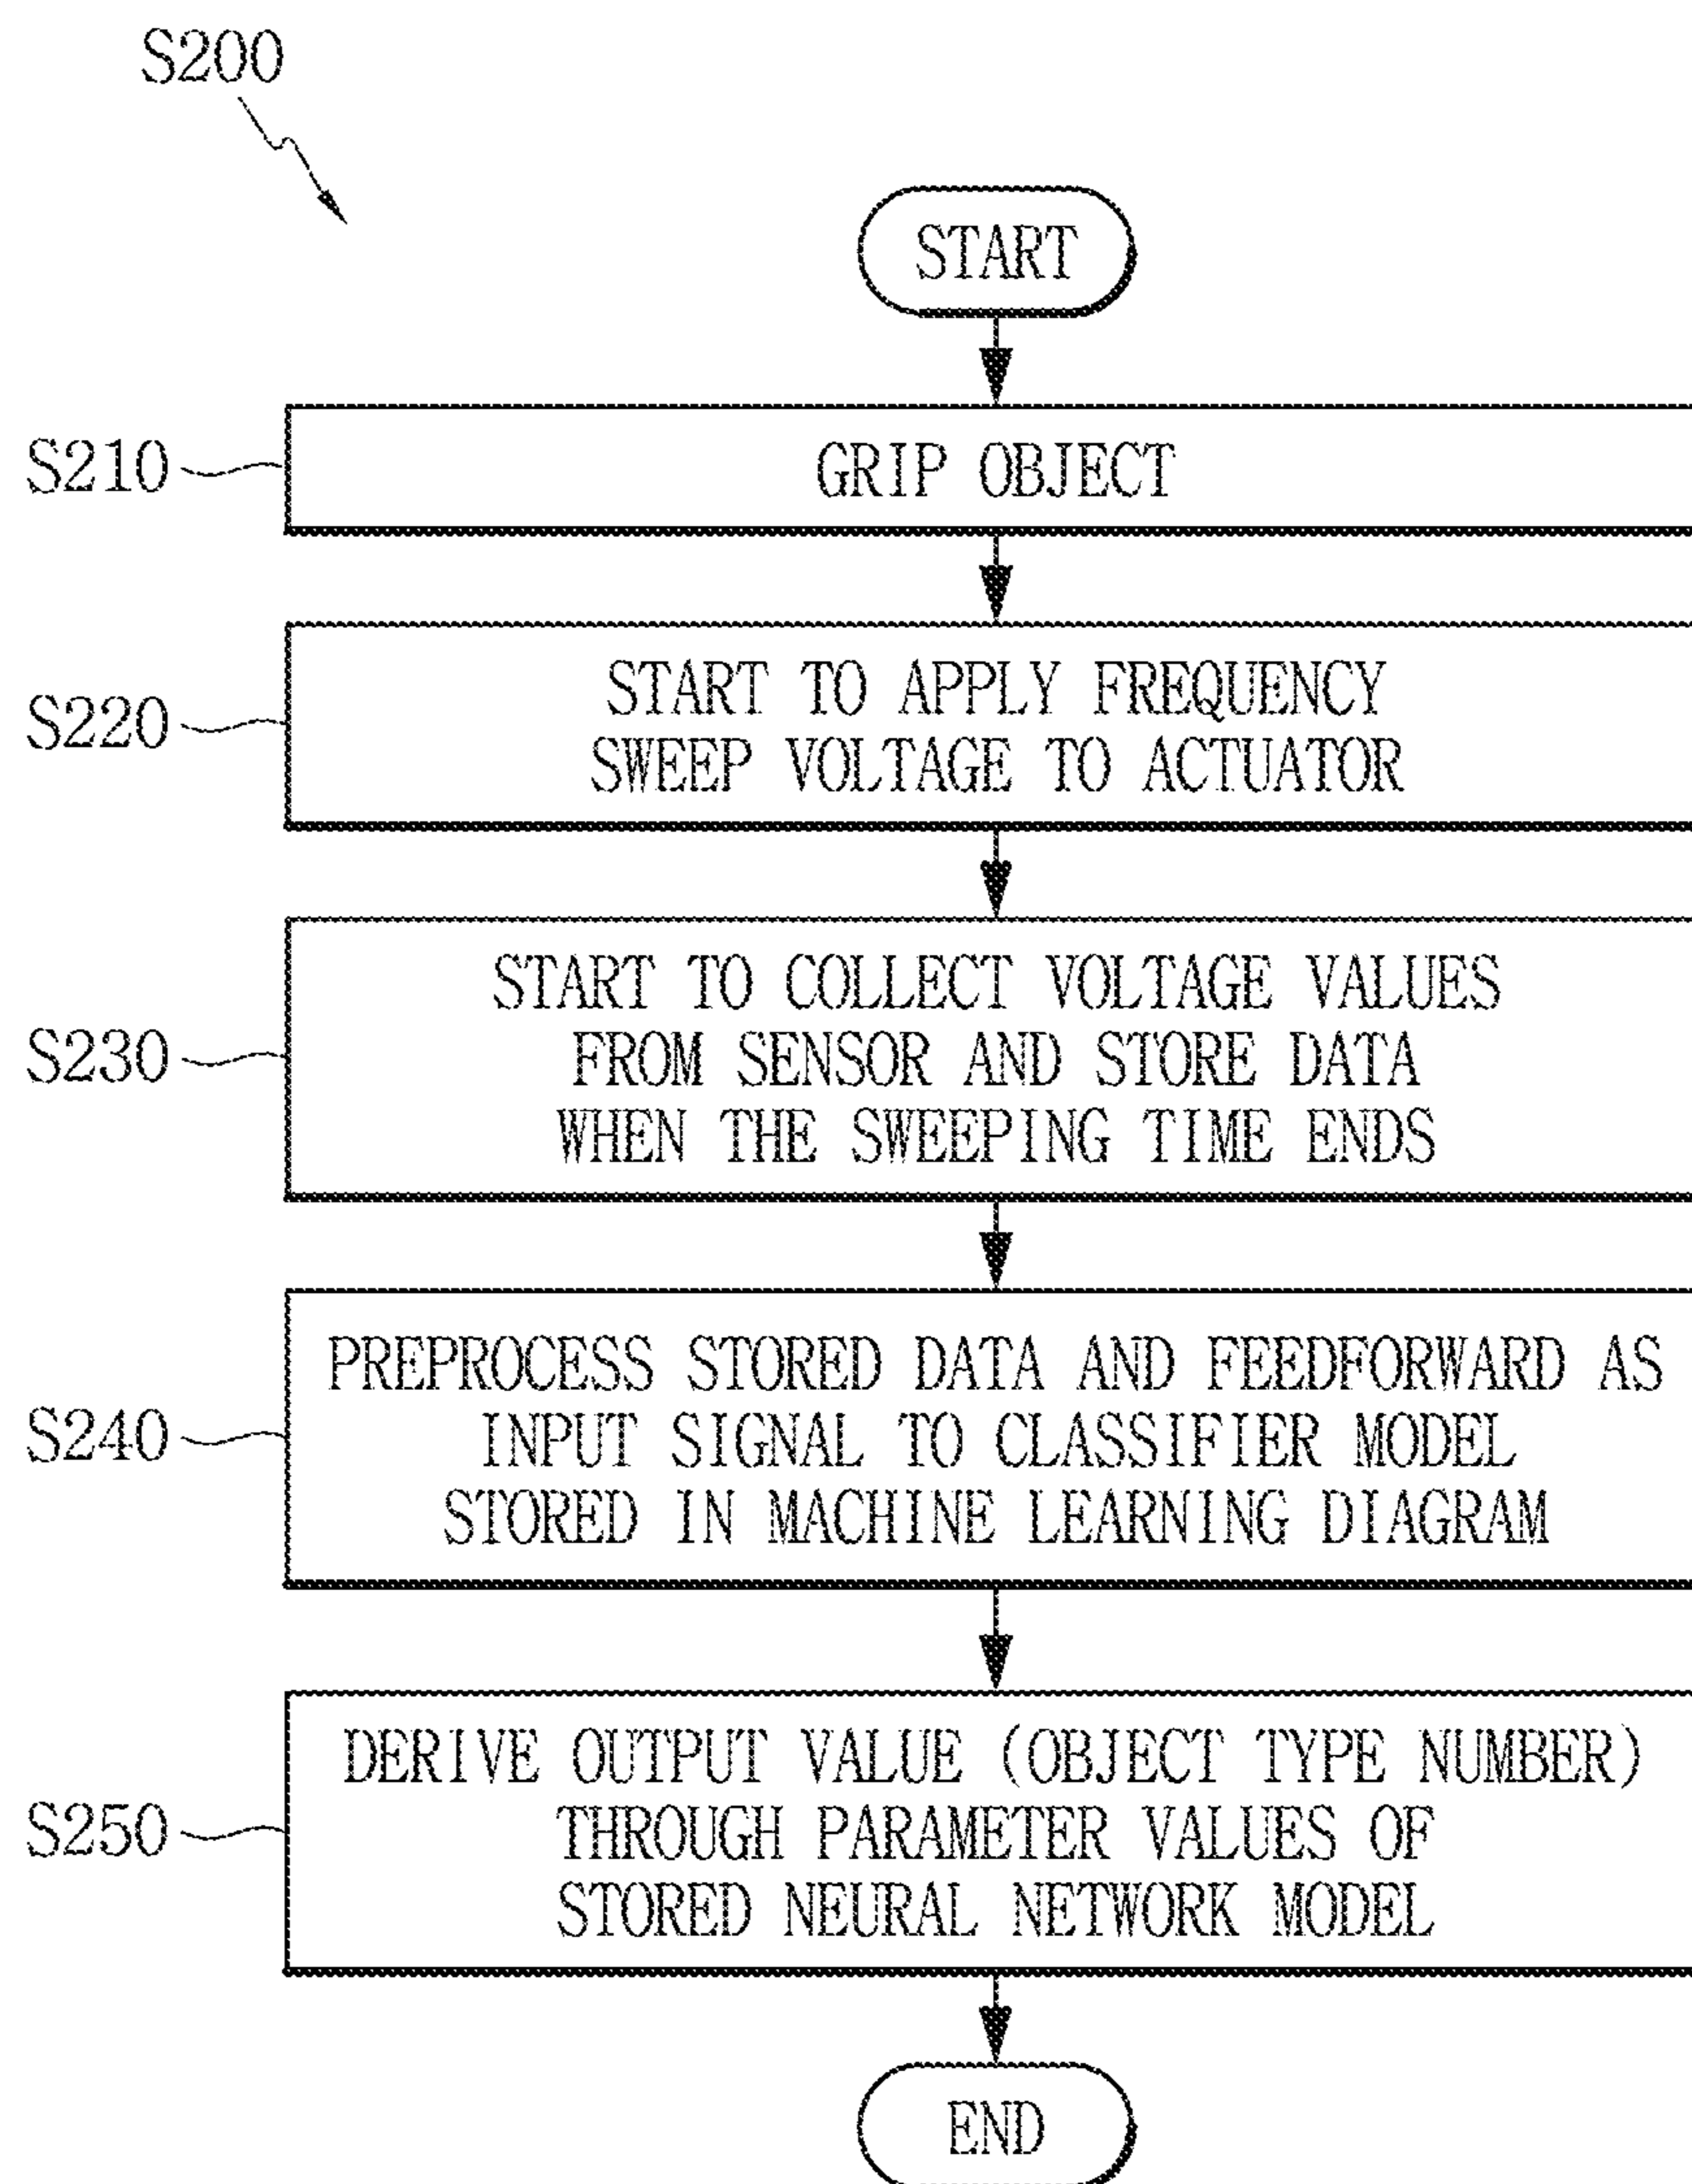 S200
START
S210
GRIP OBJECT
S220
START TO APPLY FREQUENCY
SWEEP VOLTAGE TO ACTUATOR
S230
START TO COLLECT VOLTAGE VALUES
FROM SENSOR AND STORE DATA
WHEN THE SWEEPING TIME ENDS
S240
PREPROCESS STORED DATA AND FEEDFORWARD AS
INPUT SIGNAL TO CLASSIFIER MODEL
STORED IN MACHINE LEARNING DIAGRAM
S250
DERIVE OUTPUT VALUE (OBJECT TYPE NUMBER)
THROUGH PARAMETER VALUES OF
STORED NEURAL NETWORK MODEL
END